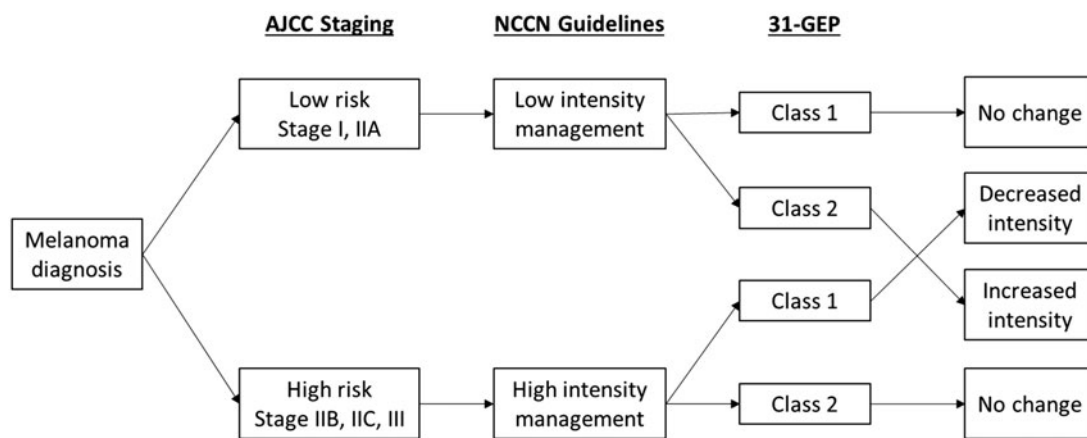 AJCC Staging
NCCN Guidelines
31-GEP
Melanoma
diagnosis
Low risk
Stage I, IIA
Low intensity
management
Class 1
No change
Class 2
Decreased
intensity
Class 1
Increased
intensity
High risk
Stage IIB, IIC, III
High intensity
management
Class 2
No change